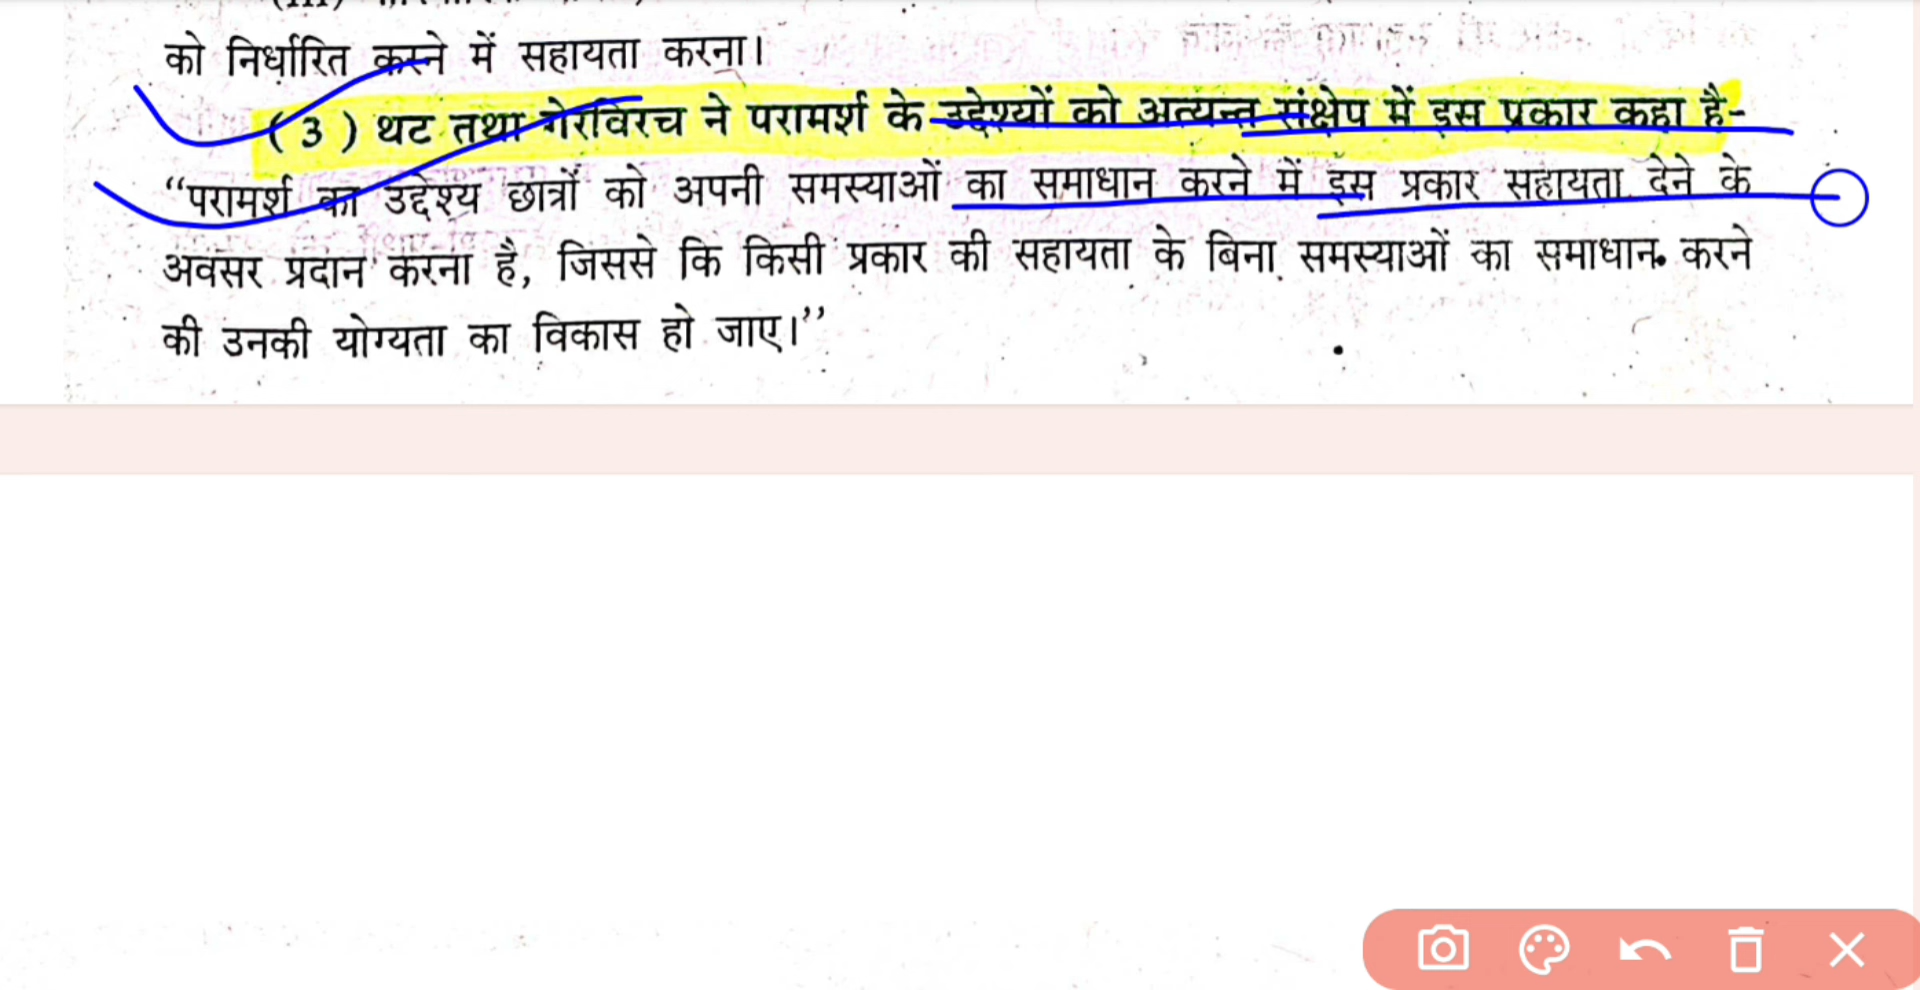 को निर्धारित करने में सहायता करना।
( 3 ) थट तथा गेरविरच ने परामर्श के उद्देश्यों को अत्यन्त संक्षेप में इस प्रकार कहा है-
“परामर्श का उद्देश्य छात्रों को अपनी समस्याओं का समाधान करने में इस प्रकार सहायता देने के
अवसर प्रदान करना है, जिससे कि किसी प्रकार की सहायता के बिना समस्याओं का समाधान करने
की उनकी योग्यता का विकास हो जाए।”